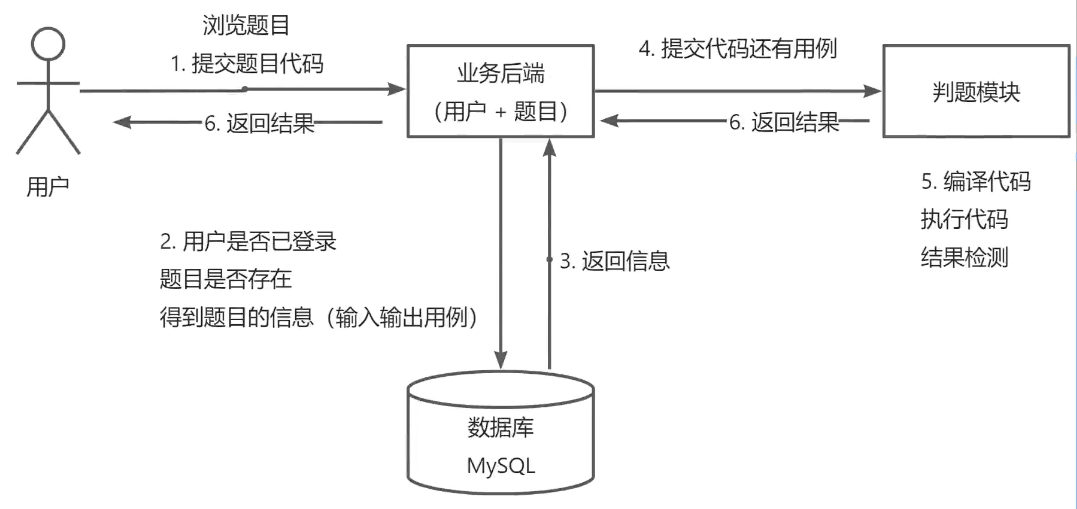 浏览题目
1. 提交题目代码
6. 返回结果
用户
业务后端
（用户 + 题目）
4. 提交代码还有用例
6. 返回结果
判题模块
5. 编译代码
执行代码
结果检测
2. 用户是否已登录
题目是否存在
得到题目的信息（输入输出用例）
3. 返回信息
数据库
MySQL